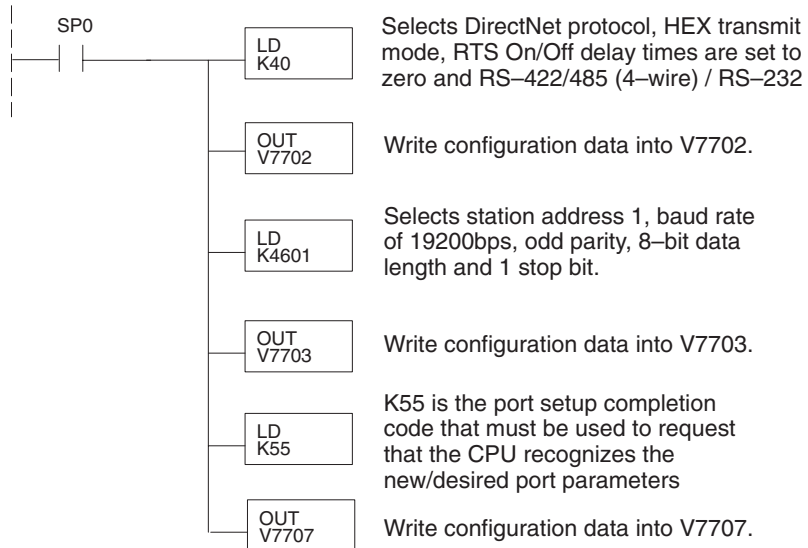 SP0
LD
K40
Selects DirectNet protocol, HEX transmit
mode, RTS On/Off delay times are set to
zero and RS–422/485 (4–wire) / RS–232
OUT
V7702
Write configuration data into V7702.
LD
K4601
Selects station address 1, baud rate
of 19200bps, odd parity, 8–bit data
length and 1 stop bit.
OUT
V7703
Write configuration data into V7703.
LD
K55
K55 is the port setup completion
code that must be used to request
that the CPU recognizes the
new/desired port parameters
OUT
V7707
Write configuration data into V7707.